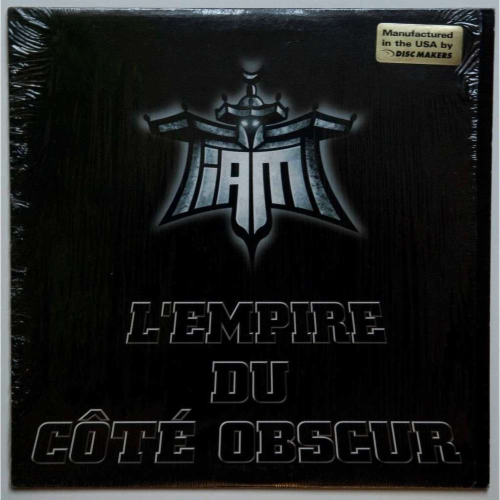 Manufactured
in the USA by
DISC MAKERS
IAM
L'EMPIRE
DU
CÔTÉ OBSCUR